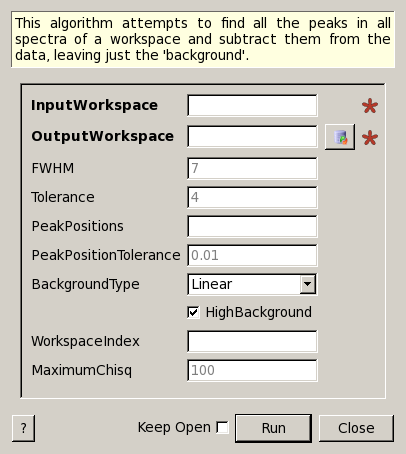 This algorithm attempts to find all the peaks in all
spectra of a workspace and subtract them from the
data, leaving just the 'background'.
InputWorkspace *
OutputWorkspace *
FWHM 7
Tolerance 4
PeakPositions
PeakPositionTolerance 0.01
BackgroundType Linear
HighBackground
WorkspaceIndex
MaximumChisq 100
? Keep Open Run Close